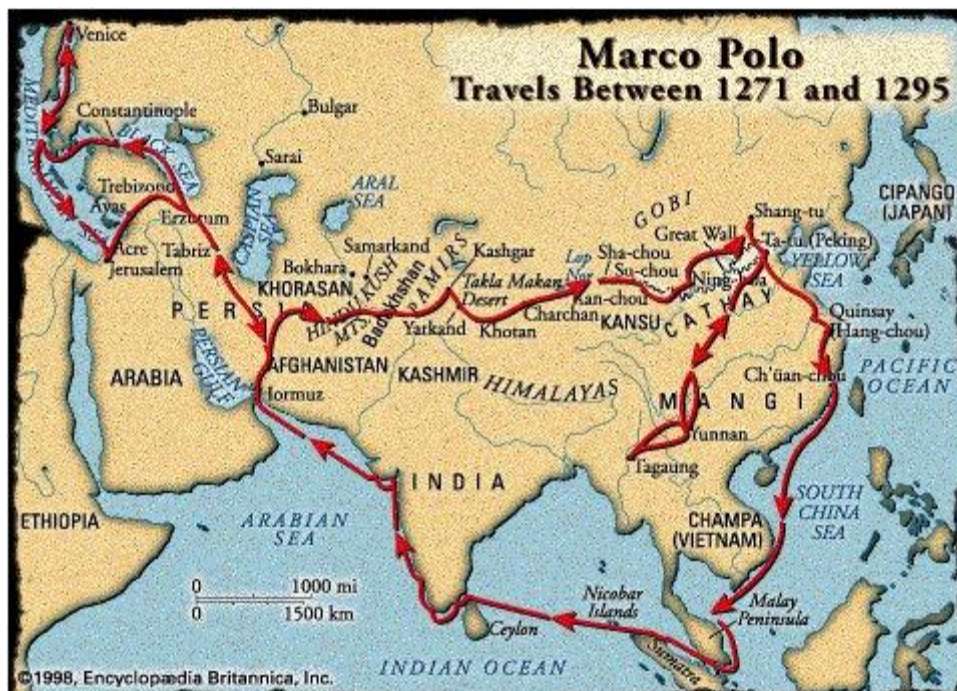 Marco Polo
Travels Between 1271 and 1295
Venice
MEDITER
Constantinople
BLACK SEA
Bulgar
Sarai
Trebizond
Ayas
Erzurum
CASPIAN
SEA
ARAL
SEA
Acre
Jerusalem
Tabriz
Samarkand
Bokhara
KHORASAN
HINDU KUSH
MTS.
Badakhshan
PAMIRS
Kashgar
Takla Makan
Desert
Yarkand
Khotan
Charchan
Lop
Nor
GOBI
Sha-chou
Su-chou
Kan-chou
KANSU
Great Wall
Shang-tu
Ta-tu (Peking)
CATHAY
YELLOW
SEA
CIPANGO
(JAPAN)
PERSIA
AFGHANISTAN
KASHMIR
HIMALAYAS
ARABIA
PERSIAN
GULF
Hormuz
Quinsay
(Hang-chou)
Ch'üan-chou
PACIFIC
OCEAN
MANGI
Yunnan
Tagaung
INDIA
ETHIOPIA
ARABIAN
SEA
CHAMPA
(VIETNAM)
SOUTH
CHINA
SEA
0 1000 mi
0 1500 km
Nicobar
Islands
Malay
Peninsula
Ceylon
Sumatra
INDIAN OCEAN
©1998, Encyclopædia Britannica, Inc.